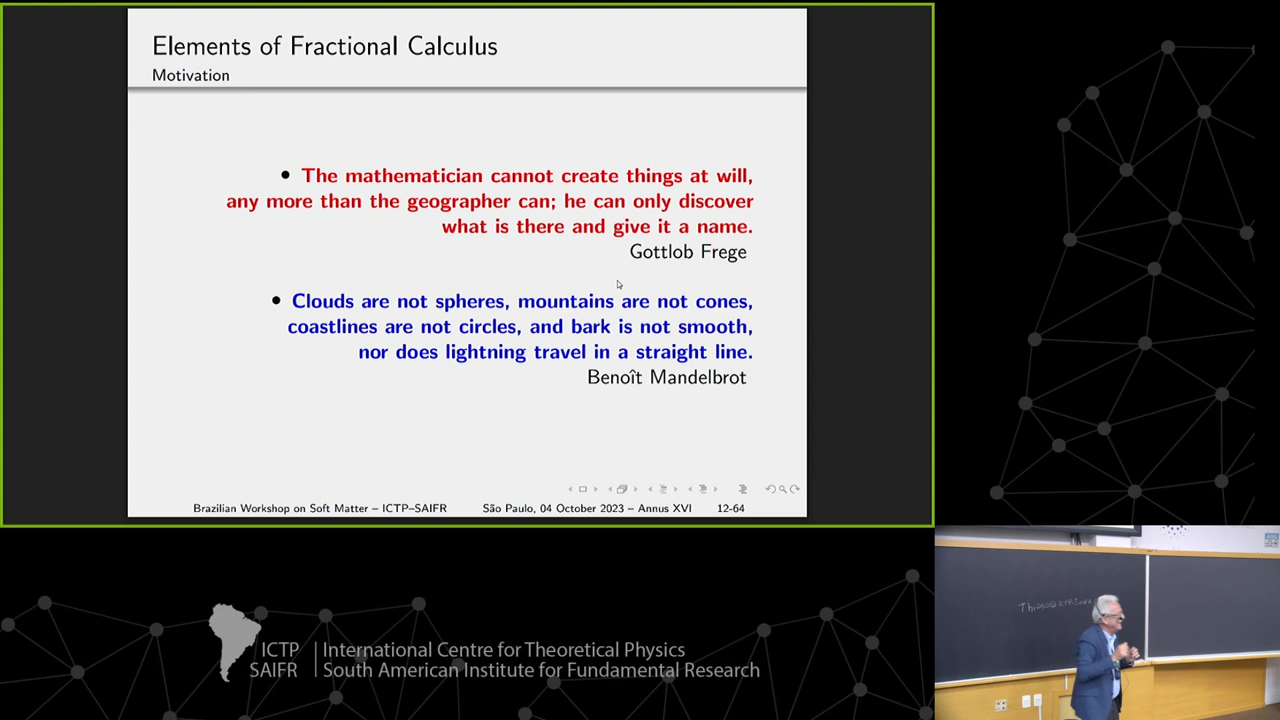 Elements of Fractional Calculus
Motivation
• The mathematician cannot create things at will,
any more than the geographer can; he can only discover
what is there and give it a name.
Gottlob Frege
• Clouds are not spheres, mountains are not cones,
coastlines are not circles, and bark is not smooth,
nor does lightning travel in a straight line.
Benoît Mandelbrot
Brazilian Workshop on Soft Matter – ICTP–SAIFR São Paulo, 04 October 2023 – Annus XVI 12-64
ICTP International Centre for Theoretical Physics
SAIFR South American Institute for Fundamental Research